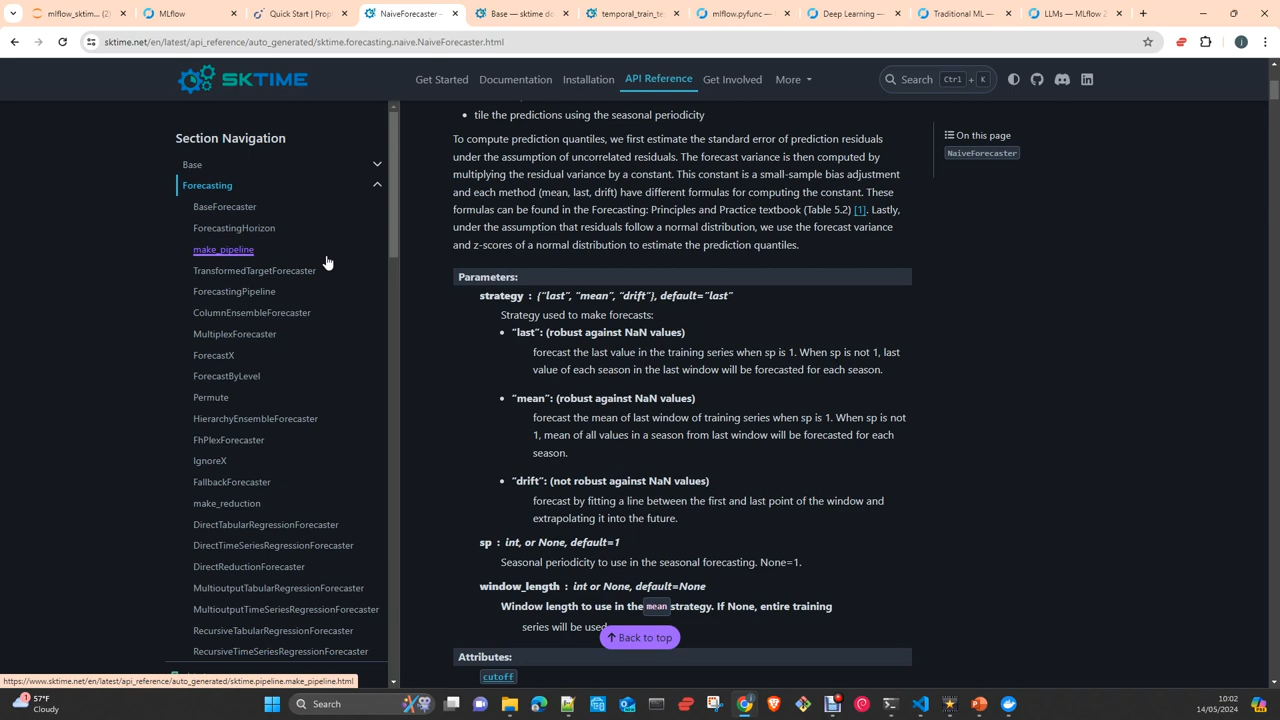 mlflow_sktim... (2)
MLflow
Quick Start | Prop
NaiveForecaster —
Base — sktime do
temporal_train_te
mlflow.pyfunc —
Deep Learning —
Traditional ML —
LLMs — MLflow 2
sktime.net/en/latest/api_reference/auto_generated/sktime.forecasting.naive.NaiveForecaster.html
SKTIME
Get Started
Documentation
Installation
API Reference
Get Involved
More
Search
Ctrl + K
Section Navigation
Base
Forecasting
BaseForecaster
ForecastingHorizon
make_pipeline
TransformedTargetForecaster
ForecastingPipeline
ColumnEnsembleForecaster
MultiplexForecaster
ForecastX
ForecastByLevel
Permute
HierarchyEnsembleForecaster
FhPlexForecaster
IgnoreX
FallbackForecaster
make_reduction
DirectTabularRegressionForecaster
DirectTimeSeriesRegressionForecaster
DirectReductionForecaster
MultioutputTabularRegressionForecaster
MultioutputTimeSeriesRegressionForecaster
RecursiveTabularRegressionForecaster
RecursiveTimeSeriesRegressionForecaster
• tile the predictions using the seasonal periodicity
To compute prediction quantiles, we first estimate the standard error of prediction residuals
under the assumption of uncorrelated residuals. The forecast variance is then computed by
multiplying the residual variance by a constant. This constant is a small-sample bias adjustment
and each method (mean, last, drift) have different formulas for computing the constant. These
formulas can be found in the Forecasting: Principles and Practice textbook (Table 5.2) [1]. Lastly,
under the assumption that residuals follow a normal distribution, we use the forecast variance
and z-scores of a normal distribution to estimate the prediction quantiles.
Parameters:
strategy : {"last", "mean", "drift"}, default="last"
Strategy used to make forecasts:
• "last": (robust against NaN values)
forecast the last value in the training series when sp is 1. When sp is not 1, last
value of each season in the last window will be forecasted for each season.
• "mean": (robust against NaN values)
forecast the mean of last window of training series when sp is 1. When sp is not
1, mean of all values in a season from last window will be forecasted for each
season.
• "drift": (not robust against NaN values)
forecast by fitting a line between the first and last point of the window and
extrapolating it into the future.
sp : int, or None, default=1
Seasonal periodicity to use in the seasonal forecasting. None=1.
window_length : int or None, default=None
Window length to use in the mean strategy. If None, entire training
series will be used
Back to top
Attributes:
cutoff
On this page
NaiveForecaster
https://www.sktime.net/en/latest/api_reference/auto_generated/sktime.pipeline.make_pipeline.html
1
57°F
Cloudy
Search
10:02
14/05/2024